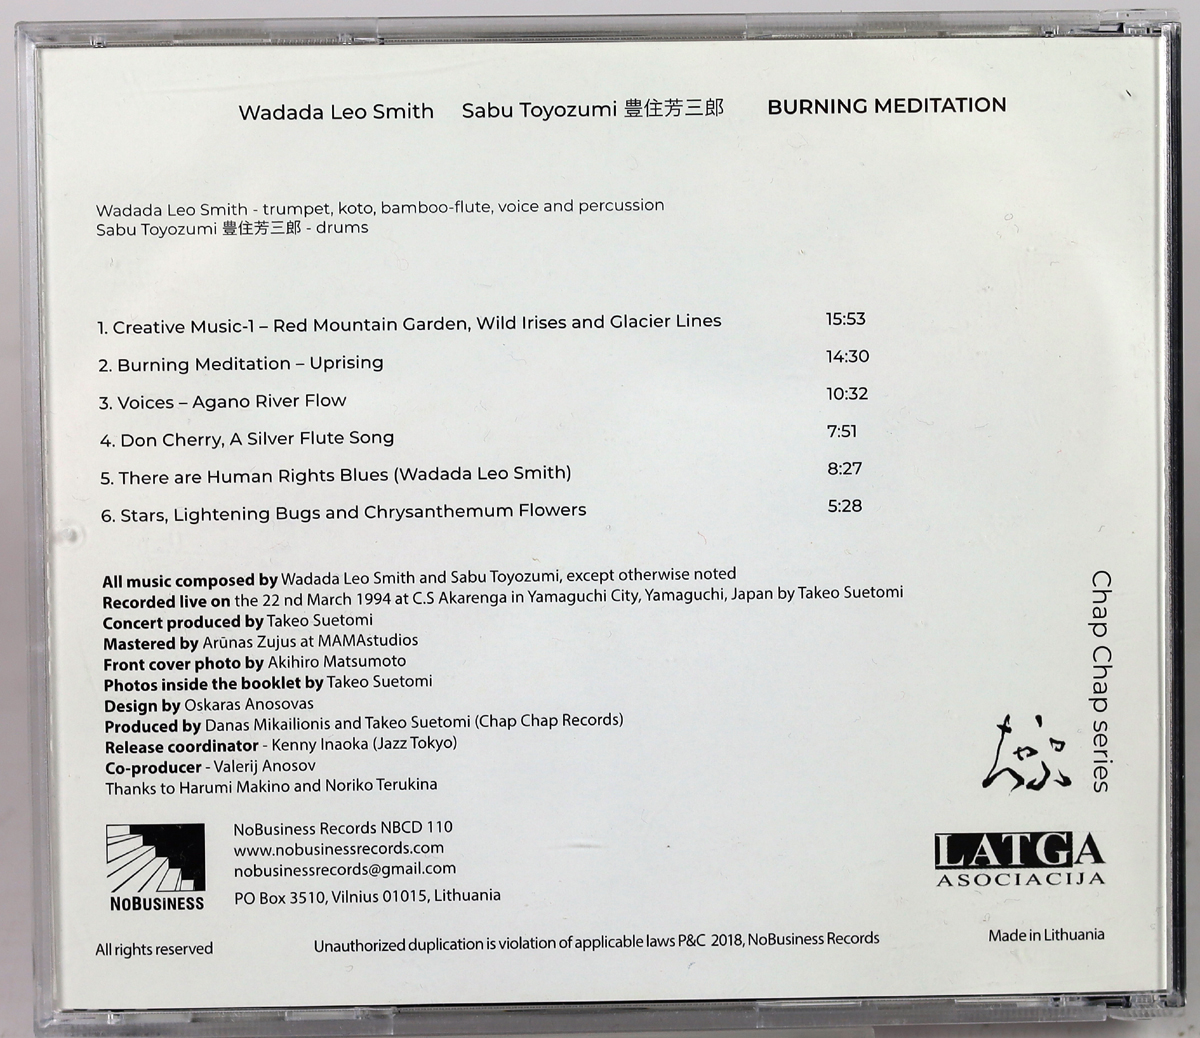 Wadada Leo Smith Sabu Toyozumi 豊住芳三郎 BURNING MEDITATION
Wadada Leo Smith - trumpet, koto, bamboo-flute, voice and percussion
Sabu Toyozumi 豊住芳三郎 - drums
1. Creative Music-1 – Red Mountain Garden, Wild Irises and Glacier Lines 15:53
2. Burning Meditation – Uprising 14:30
3. Voices – Agano River Flow 10:32
4. Don Cherry, A Silver Flute Song 7:51
5. There are Human Rights Blues (Wadada Leo Smith) 8:27
6. Stars, Lightening Bugs and Chrysanthemum Flowers 5:28
All music composed by Wadada Leo Smith and Sabu Toyozumi, except otherwise noted
Recorded live on the 22 nd March 1994 at C.S Akarenga in Yamaguchi City, Yamaguchi, Japan by Takeo Suetomi
Concert produced by Takeo Suetomi
Mastered by Arūnas Zujus at MAMAstudios
Front cover photo by Akihiro Matsumoto
Photos inside the booklet by Takeo Suetomi
Design by Oskaras Anosovas
Produced by Danas Mikailionis and Takeo Suetomi (Chap Chap Records)
Release coordinator - Kenny Inaoka (Jazz Tokyo)
Co-producer - Valerij Anosov
Thanks to Harumi Makino and Noriko Terukina
Chap Chap series
NoBusiness Records NBCD 110
www.nobusinessrecords.com
nobusinessrecords@gmail.com
PO Box 3510, Vilnius 01015, Lithuania
NOBUSINESS
LATGA
ASOCIACIJA
All rights reserved
Unauthorized duplication is violation of applicable laws P&C 2018, NoBusiness Records
Made in Lithuania